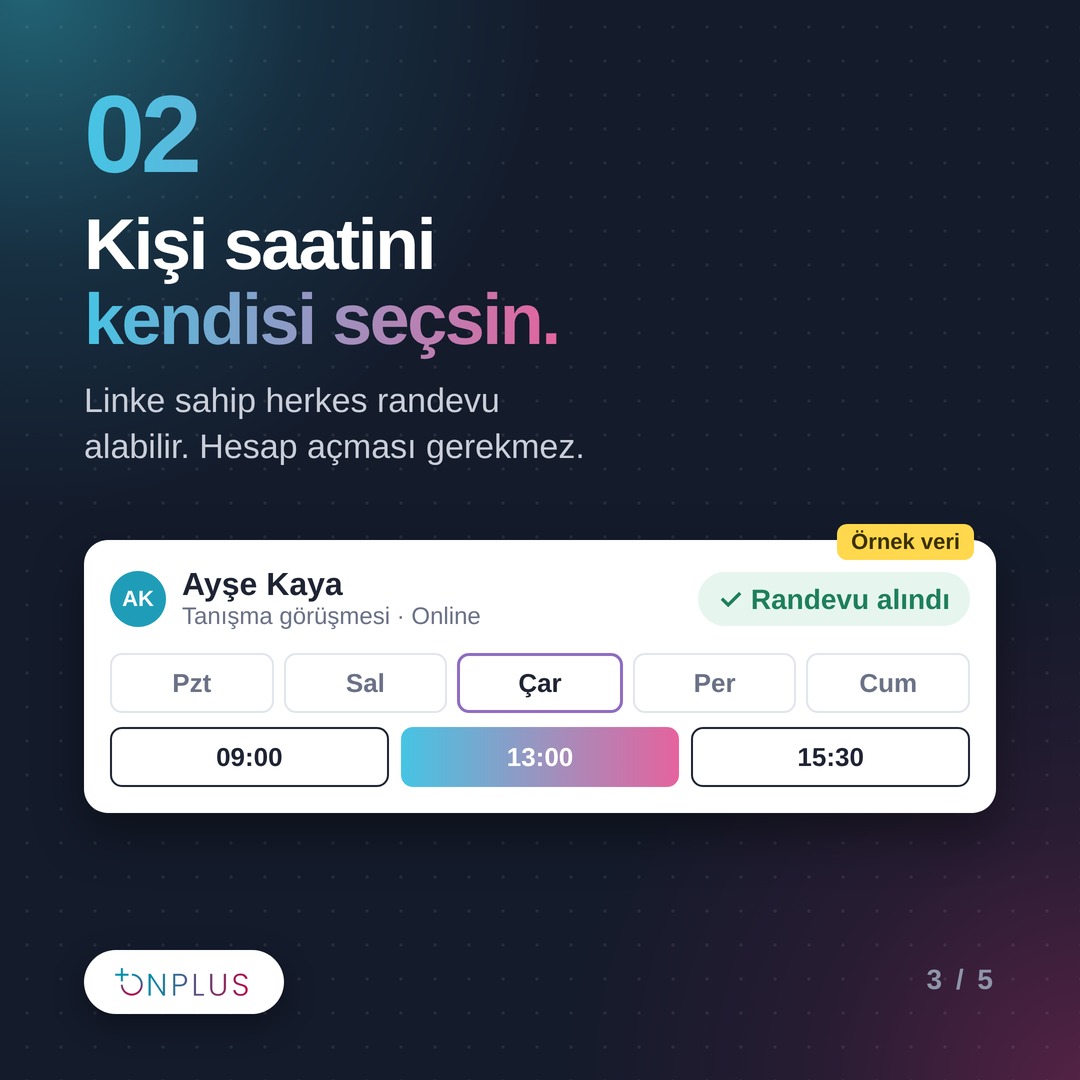 02
Kişi saatini
kendisi seçsin.
Linke sahip herkes randevu
alabilir. Hesap açması gerekmez.
Örnek veri
AK
Ayşe Kaya
Tanışma görüşmesi · Online
✓ Randevu alındı
Pzt Sal Çar Per Cum
09:00 13:00 15:30
ONPLUS
3 / 5